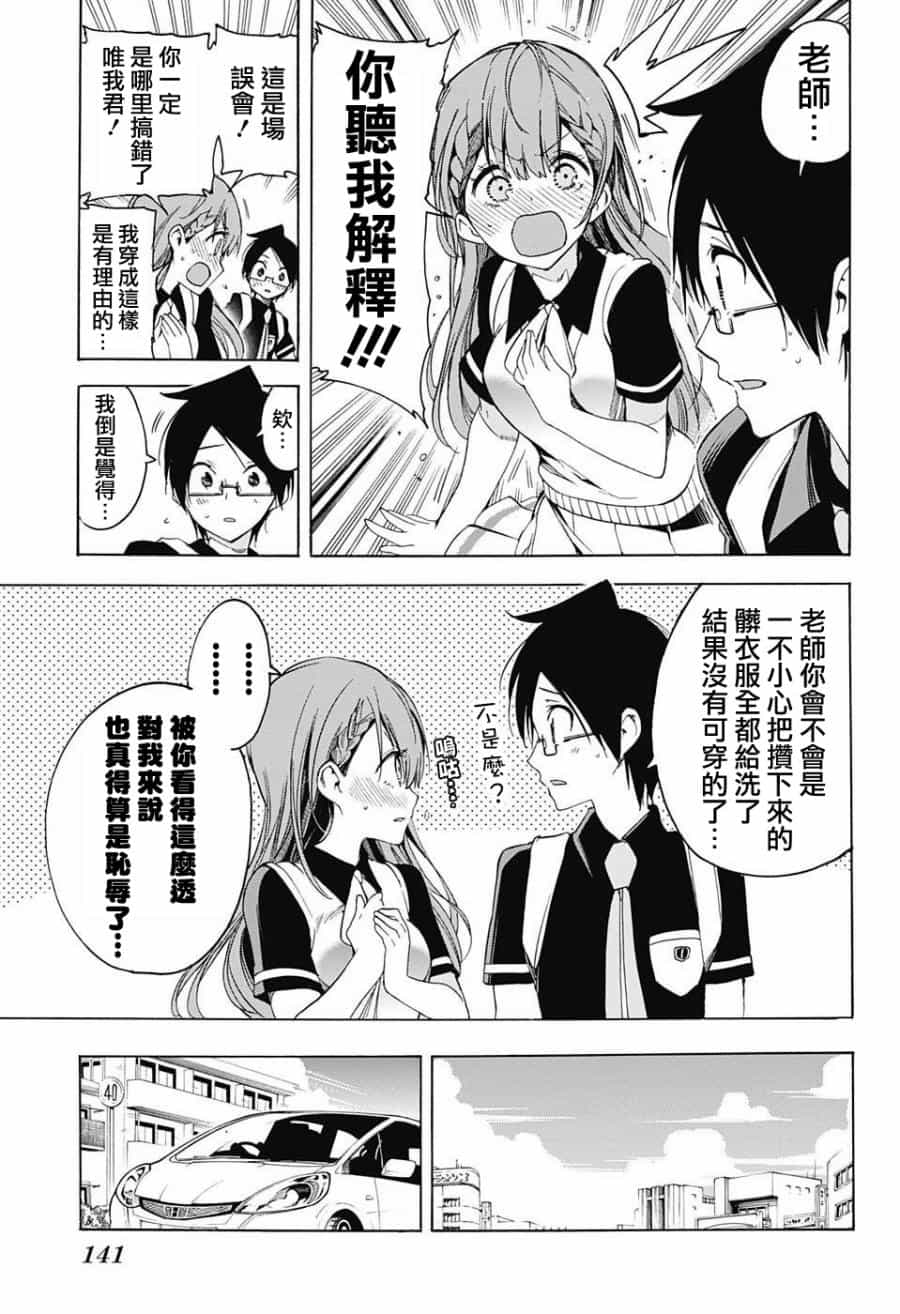 老師…
你聽我解釋!!!
這是場
誤會！
你一定
是哪里搞錯了
唯我君！
我穿成這樣
是有理由的…
欸…
我倒是覺得…
老師你會不會是
一不小心把攢下來的
髒衣服全都給洗了
結果沒有可穿的了…
不是麼？
嗚咕…
……
……
被你看得這麼透
對我來說
也真得算是恥辱了…
40
141